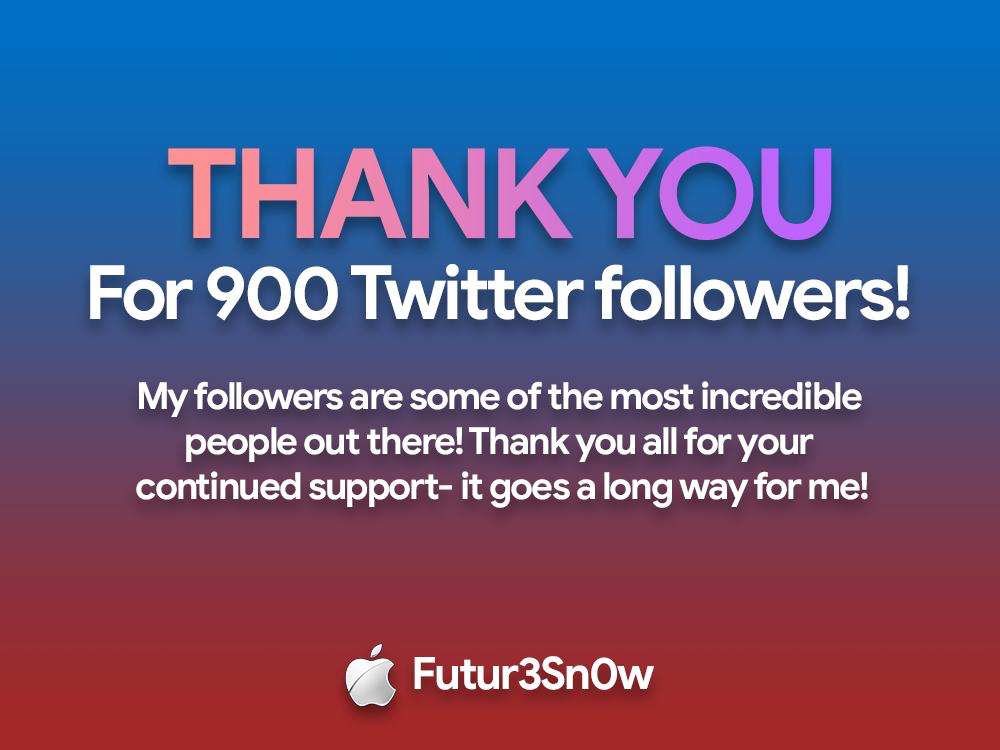 THANK YOU
For 900 Twitter followers!
My followers are some of the most incredible
people out there! Thank you all for your
continued support- it goes a long way for me!
Futur3Sn0w